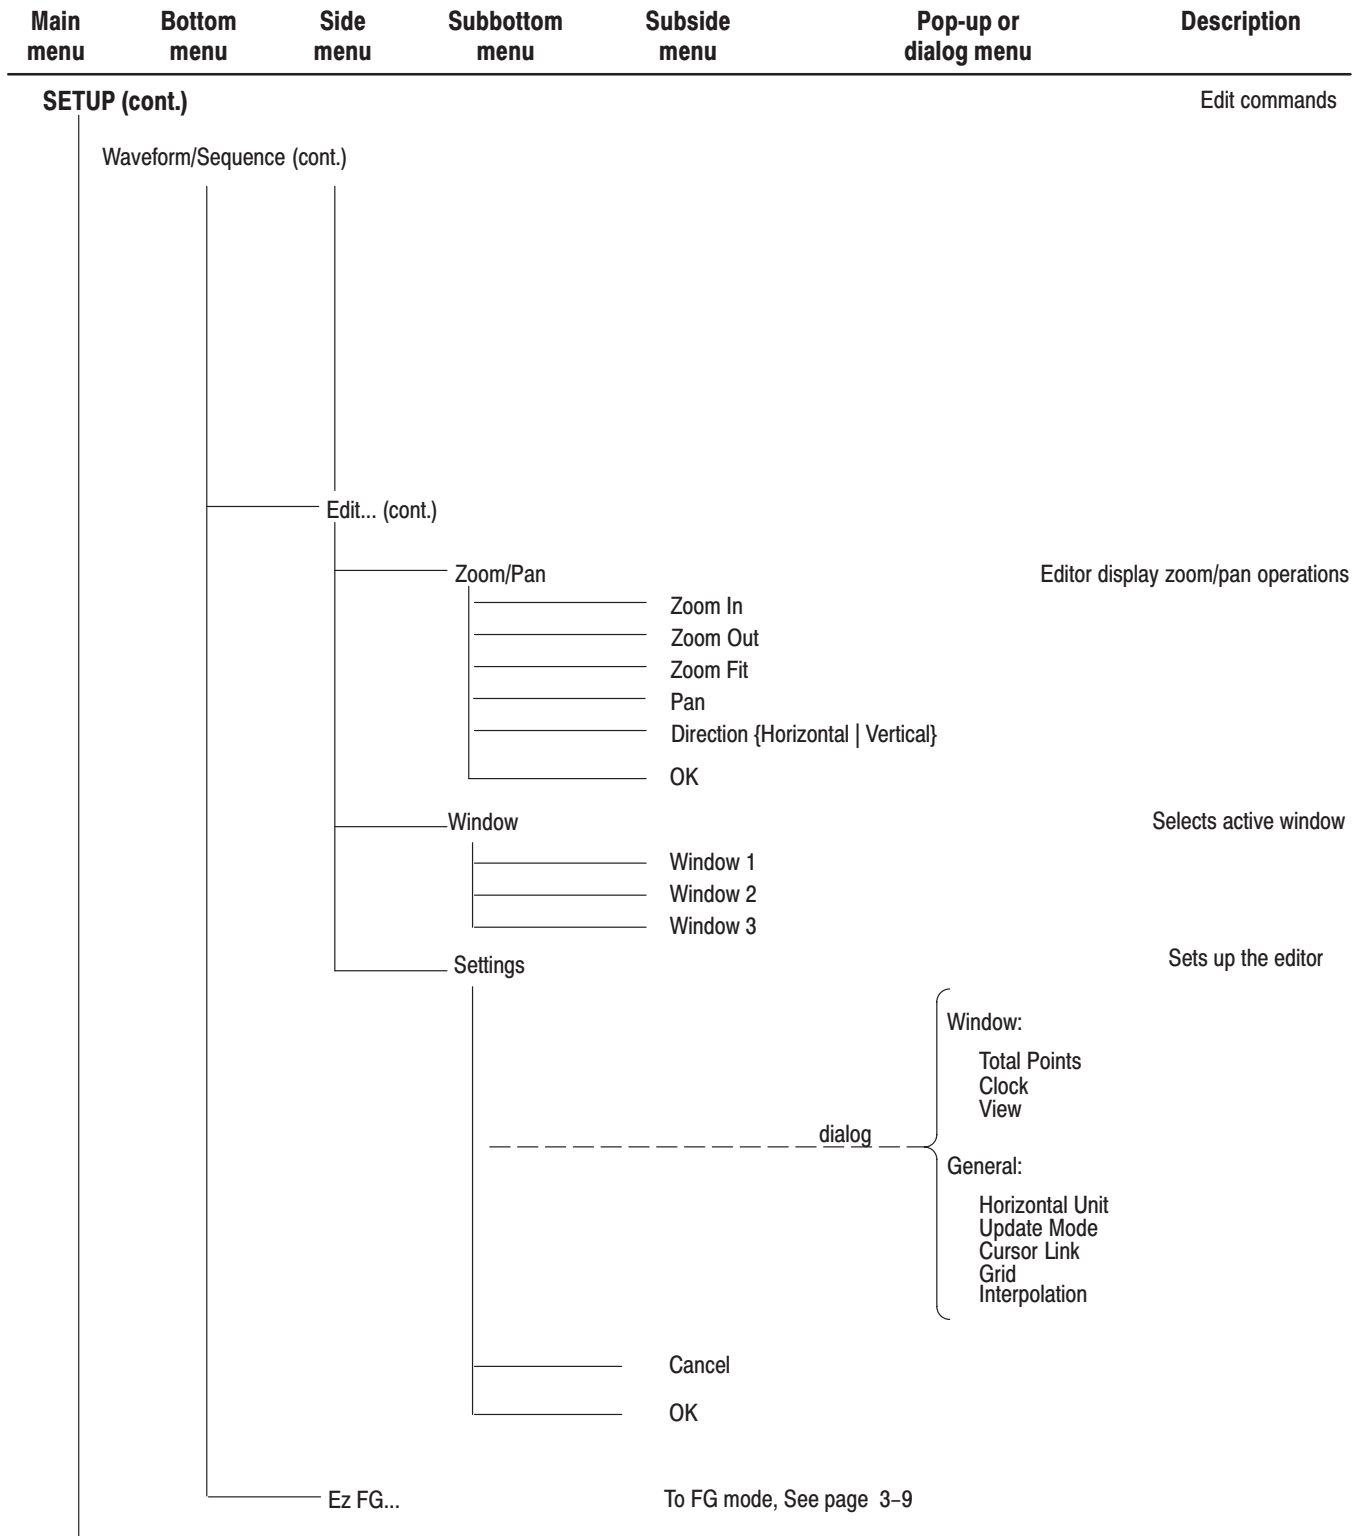 Main Bottom Side Subbottom Subside Pop-up or Description
menu menu menu menu menu dialog menu
SETUP (cont.) Edit commands
Waveform/Sequence (cont.)
Edit... (cont.)
Zoom/Pan Editor display zoom/pan operations
Zoom In
Zoom Out
Zoom Fit
Pan
Direction {Horizontal | Vertical}
OK
Window Selects active window
Window 1
Window 2
Window 3
Settings Sets up the editor
Window:
Total Points
Clock
View
dialog
General:
Horizontal Unit
Update Mode
Cursor Link
Grid
Interpolation
Cancel
OK
Ez FG... To FG mode, See page 3–9